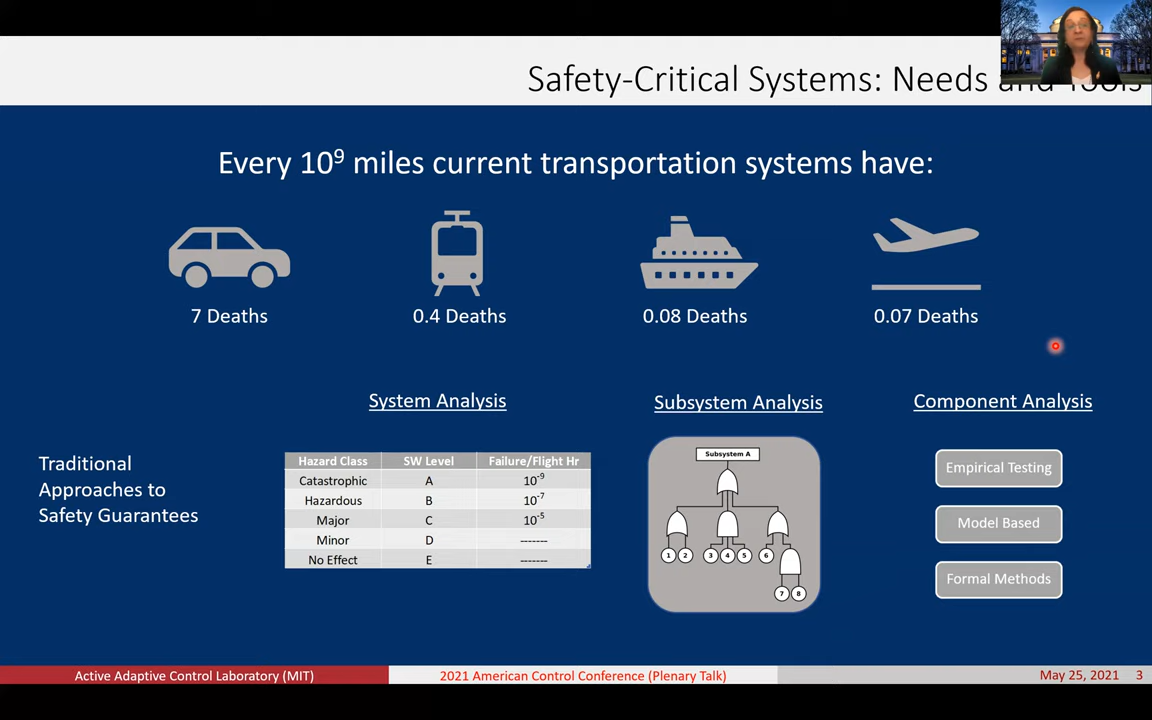 Safety-Critical Systems: Needs and Tools
Every 10⁹ miles current transportation systems have:
7 Deaths
0.4 Deaths
0.08 Deaths
0.07 Deaths
Traditional
Approaches to
Safety Guarantees
System Analysis
Hazard Class SW Level Failure/Flight Hr
Catastrophic A 10⁻⁹
Hazardous B 10⁻⁷
Major C 10⁻⁵
Minor D -------
No Effect E -------
Subsystem Analysis
Subsystem A
1 2 3 4 5 6
7 8
Component Analysis
Empirical Testing
Model Based
Formal Methods
Active Adaptive Control Laboratory (MIT)
2021 American Control Conference (Plenary Talk)
May 25, 2021 3